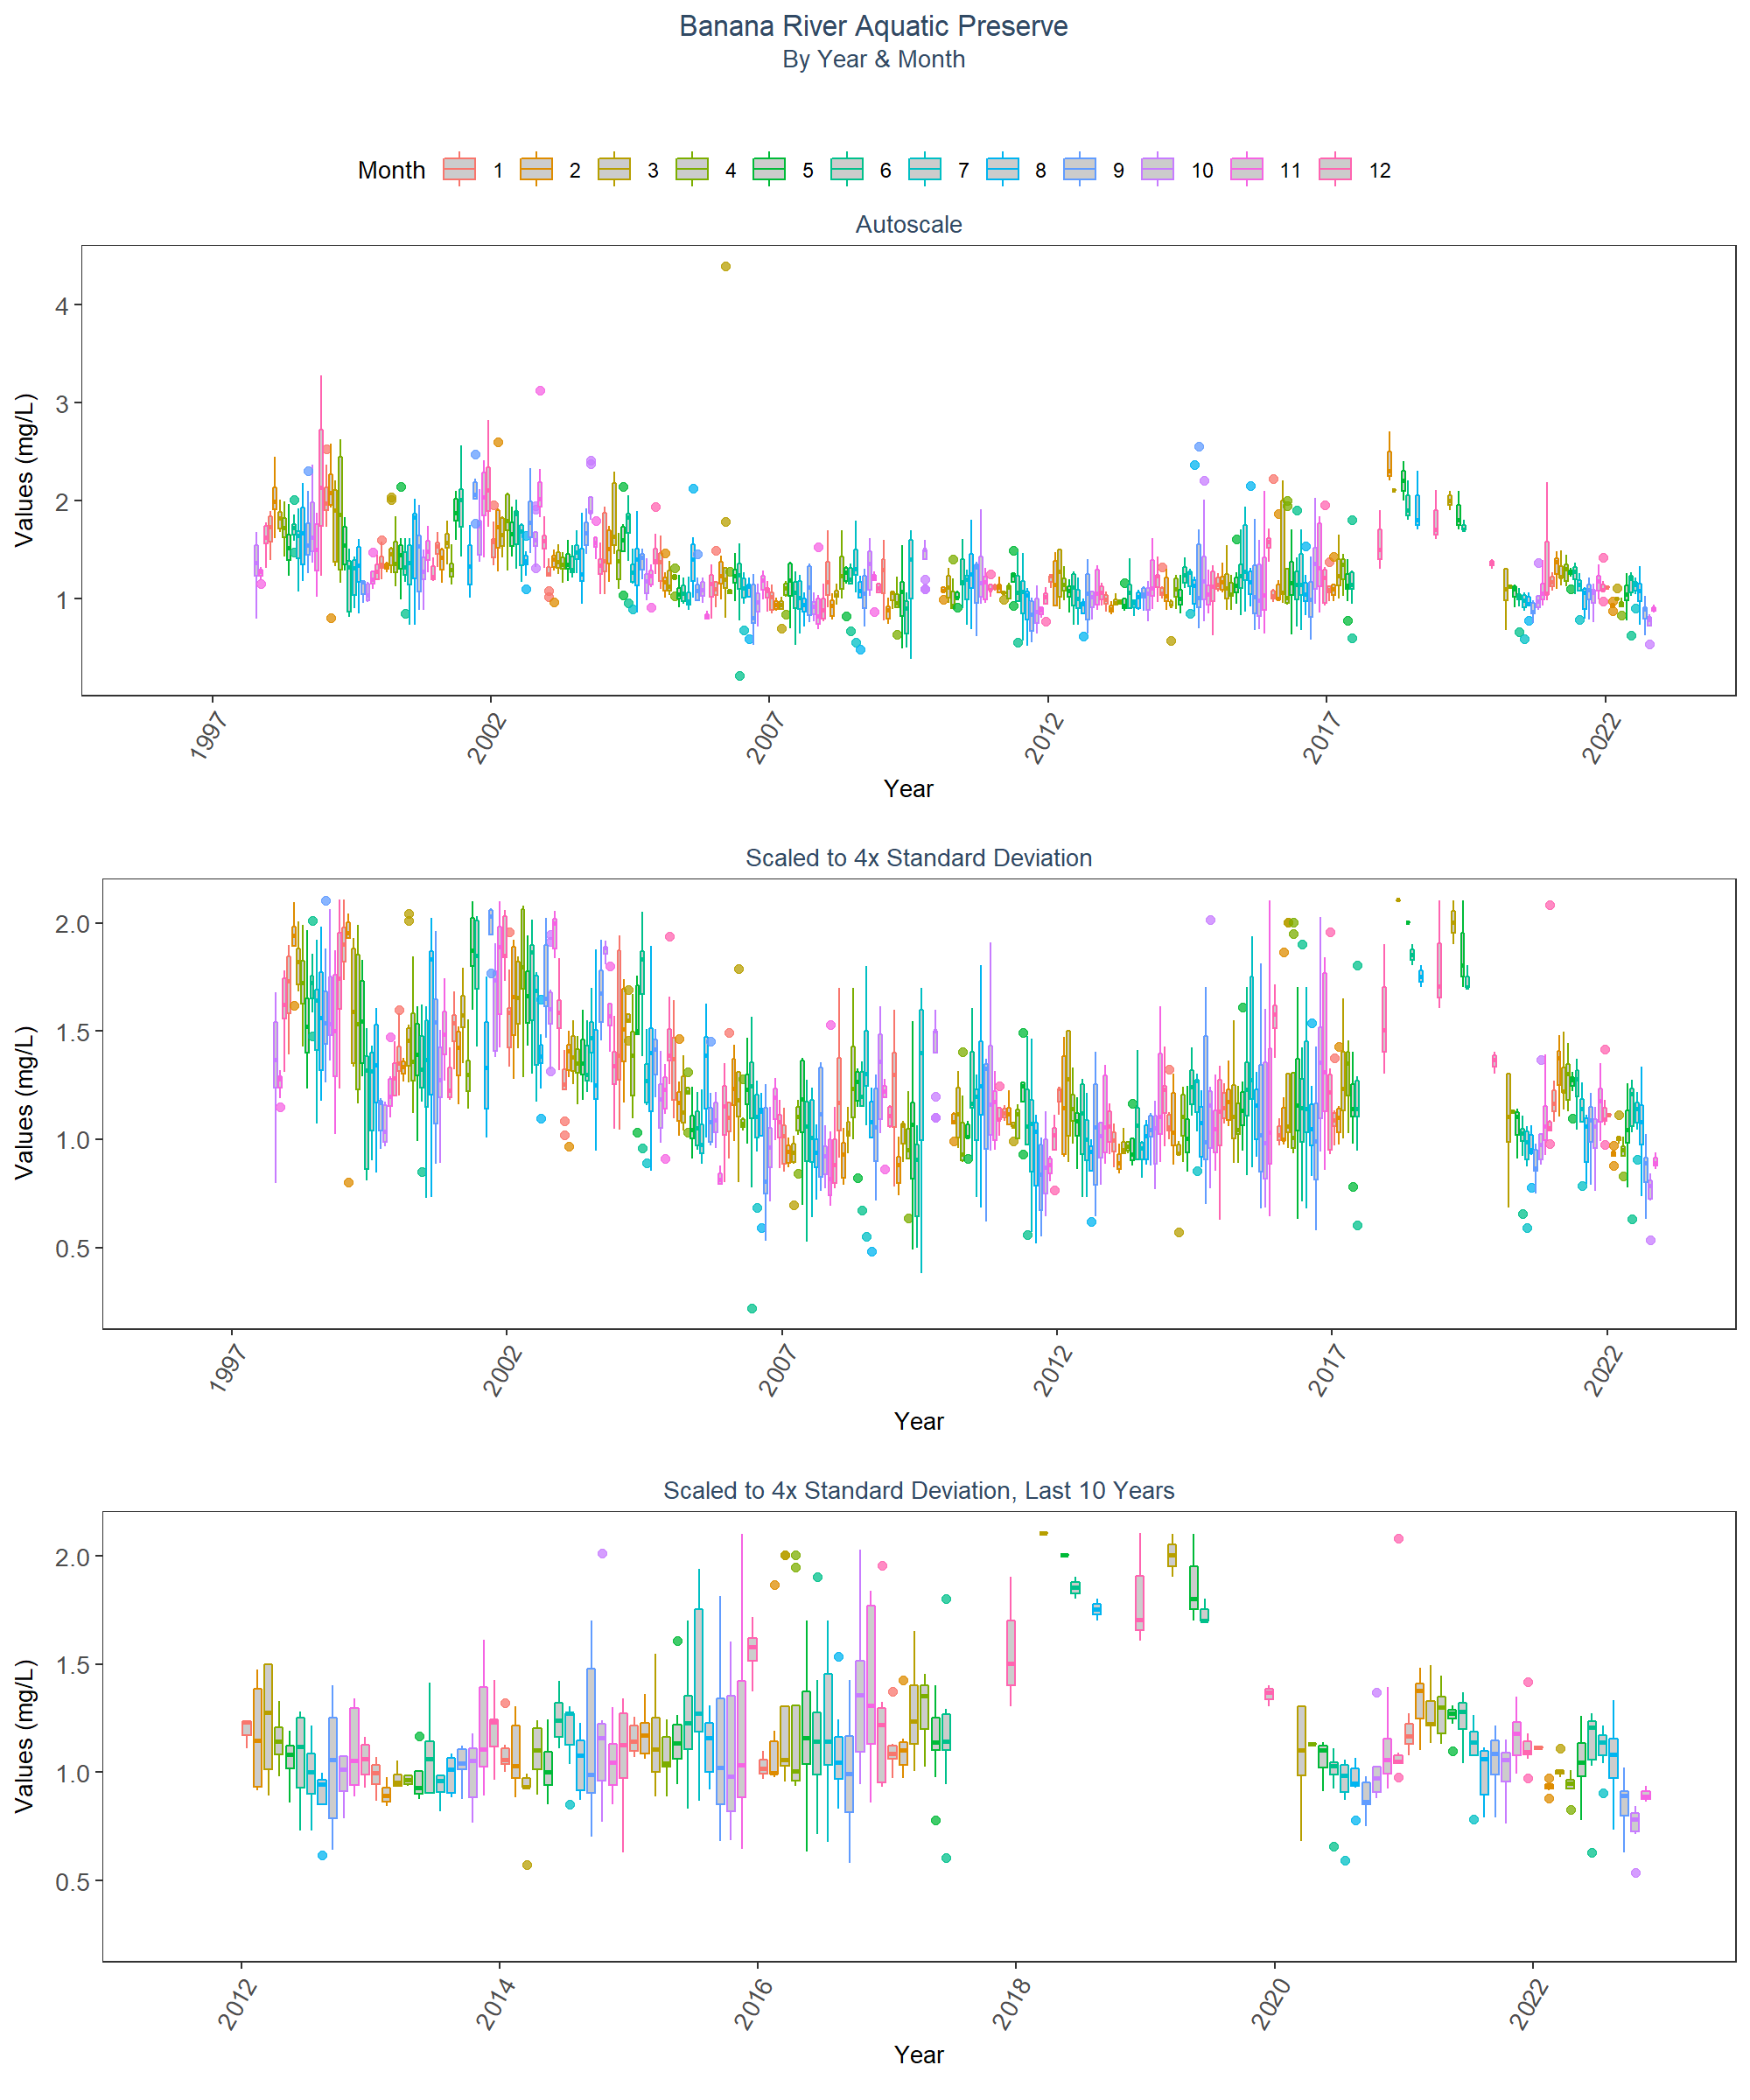 Banana River Aquatic Preserve
By Year & Month
Month 1 2 3 4 5 6 7 8 9 10 11 12
Autoscale
Values (mg/L)
4
3
2
1
1997 2002 2007 2012 2017 2022
Year
Scaled to 4x Standard Deviation
Values (mg/L)
2.0
1.5
1.0
0.5
1997 2002 2007 2012 2017 2022
Year
Scaled to 4x Standard Deviation, Last 10 Years
Values (mg/L)
2.0
1.5
1.0
0.5
2012 2014 2016 2018 2020 2022
Year